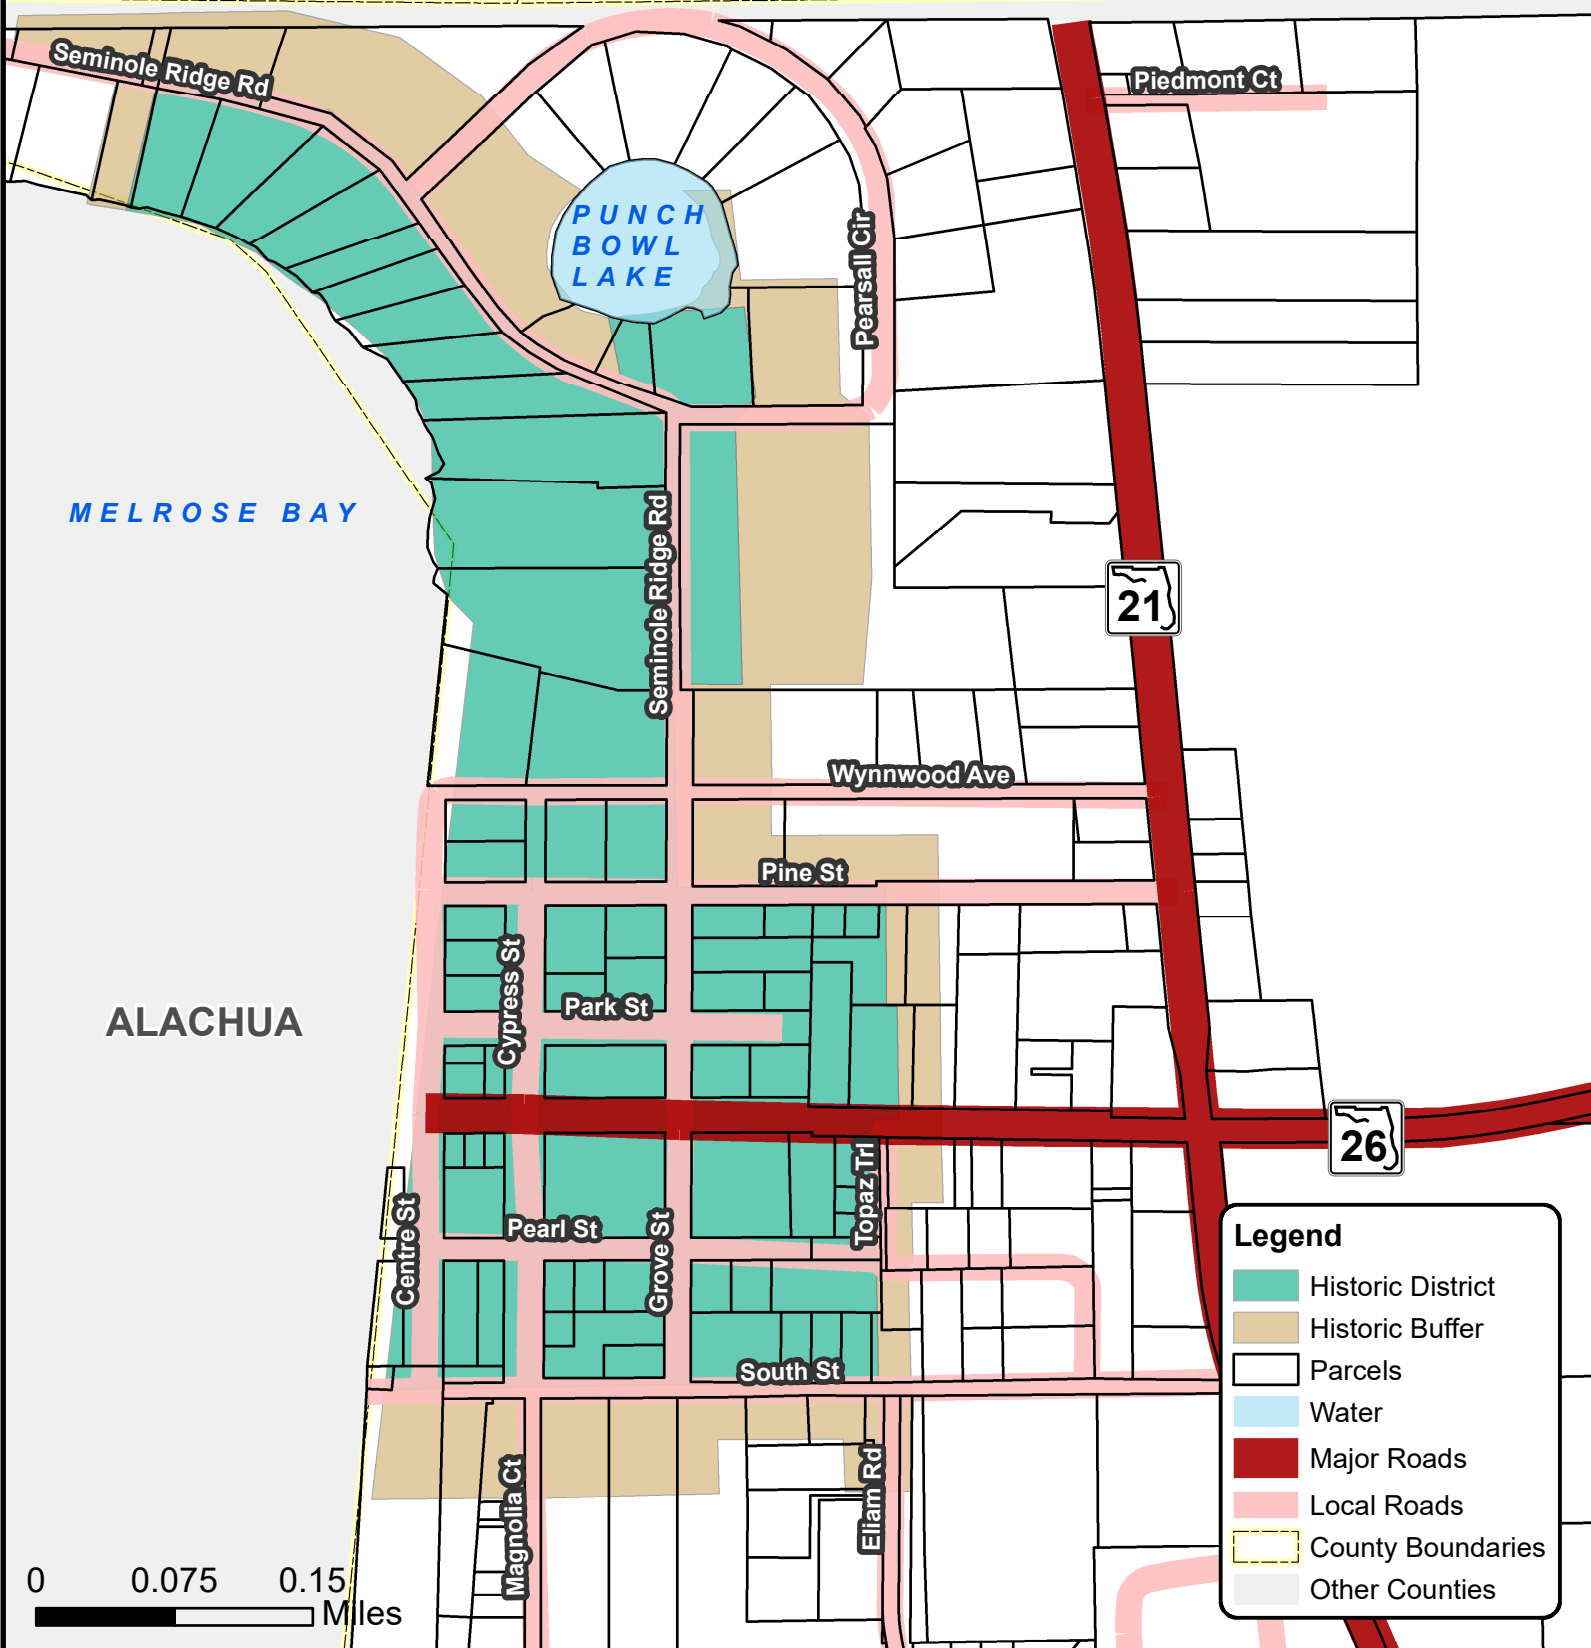 Seminole Ridge Rd
Piedmont Ct
PUNCH
BOWL
LAKE
Pearsall Cir
MELROSE BAY
Seminole Ridge Rd
21
Wynnwood Ave
Pine St
Cypress St
Park St
ALACHUA
26
Topaz Trl
Centre St
Pearl St
Grove St
South St
Magnolia Ct
Eliam Rd
Legend
Historic District
Historic Buffer
Parcels
Water
Major Roads
Local Roads
County Boundaries
Other Counties
0 0.075 0.15
Miles